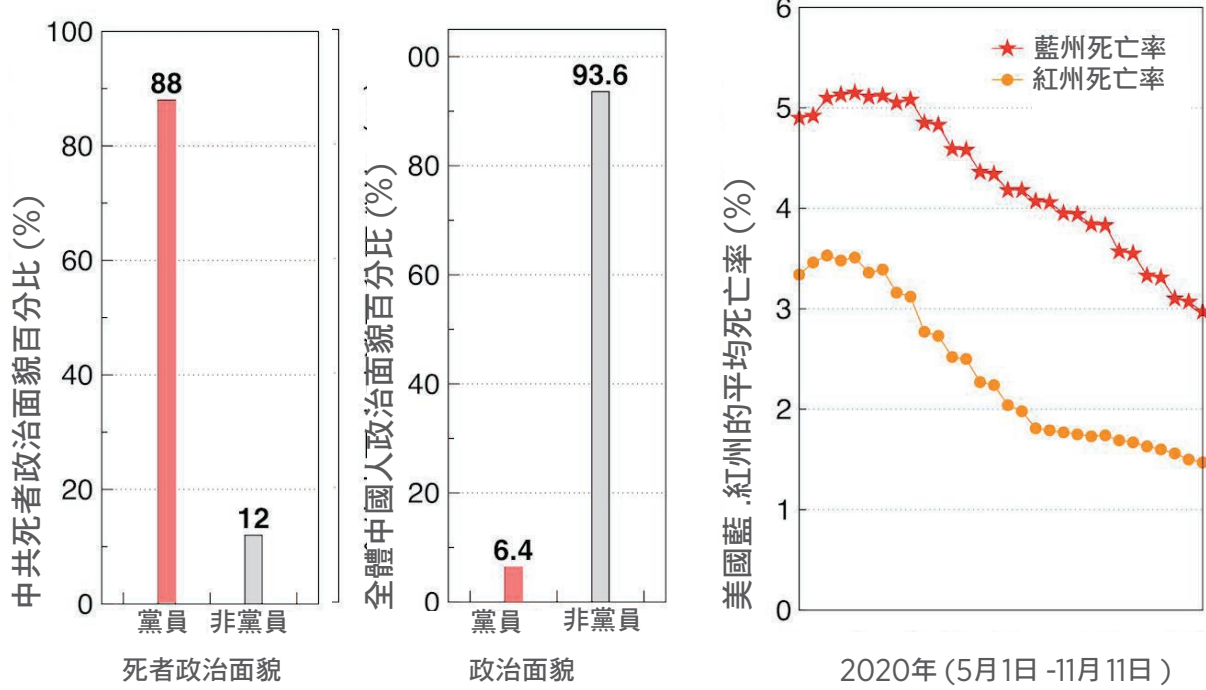 中共死者政治面貌百分比 (%)
100
80
60
40
20
0
88
12
黨員
非黨員
死者政治面貌
全體中國人政治面貌百分比 (%)
00
80
60
40
20
0
6.4
93.6
黨員
非黨員
政治面貌
美國藍 .紅州的平均死亡率 (%)
6
5
4
3
2
1
0
藍州死亡率
紅州死亡率
2020年 (5月1日 -11月11日 )